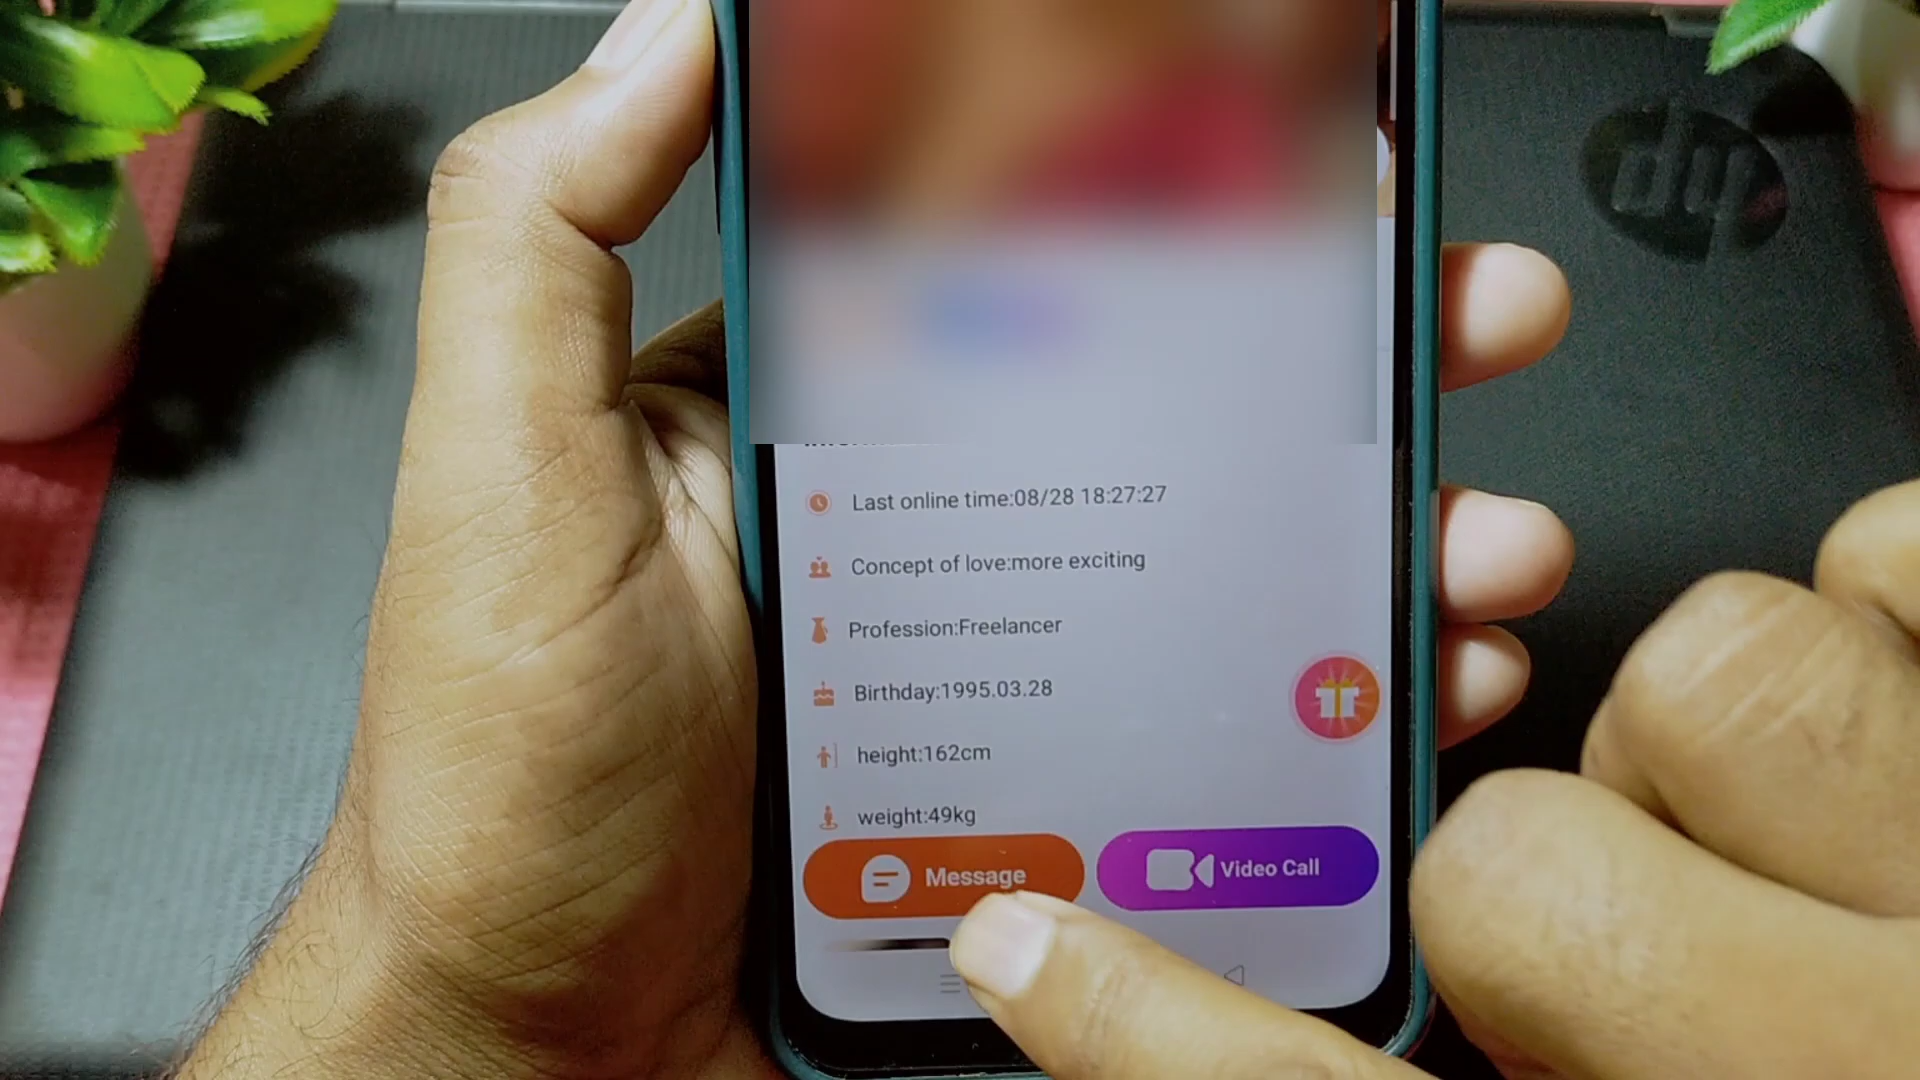 hp
Last online time:08/28 18:27:27
Concept of love:more exciting
Profession:Freelancer
Birthday:1995.03.28
height:162cm
weight:49kg
Message
Video Call